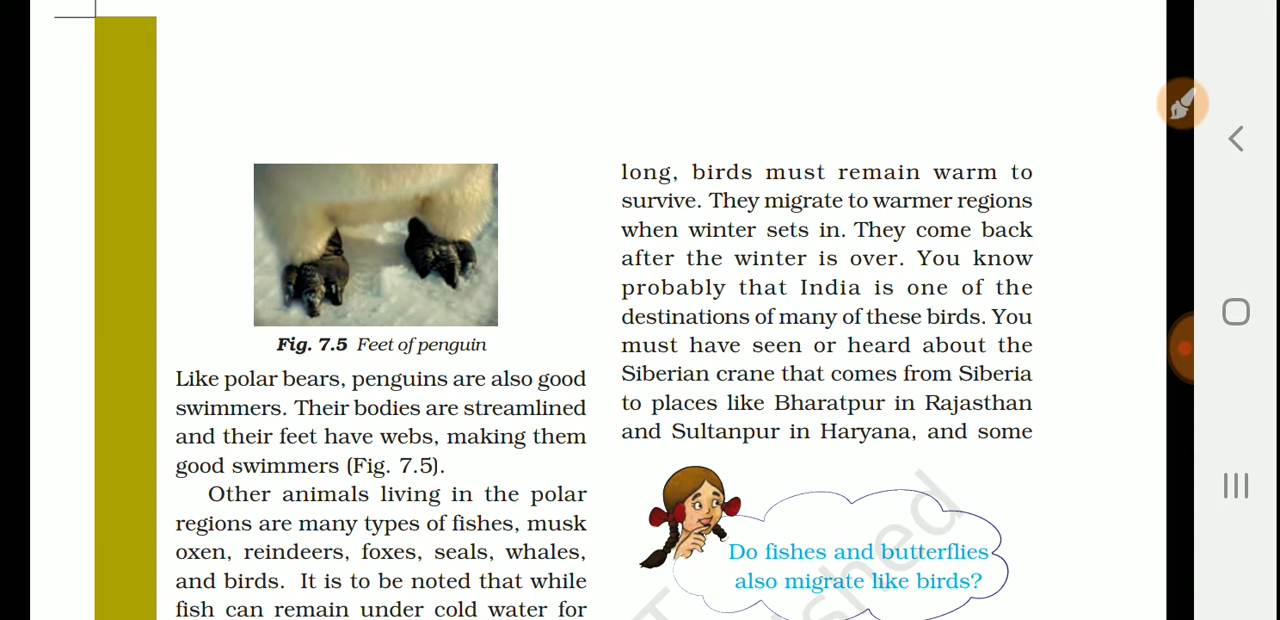 Fig. 7.5 Feet of penguin
Like polar bears, penguins are also good
swimmers. Their bodies are streamlined
and their feet have webs, making them
good swimmers (Fig. 7.5).
Other animals living in the polar
regions are many types of fishes, musk
oxen, reindeers, foxes, seals, whales,
and birds. It is to be noted that while
fish can remain under cold water for
long, birds must remain warm to
survive. They migrate to warmer regions
when winter sets in. They come back
after the winter is over. You know
probably that India is one of the
destinations of many of these birds. You
must have seen or heard about the
Siberian crane that comes from Siberia
to places like Bharatpur in Rajasthan
and Sultanpur in Haryana, and some
Do fishes and butterflies
also migrate like birds?